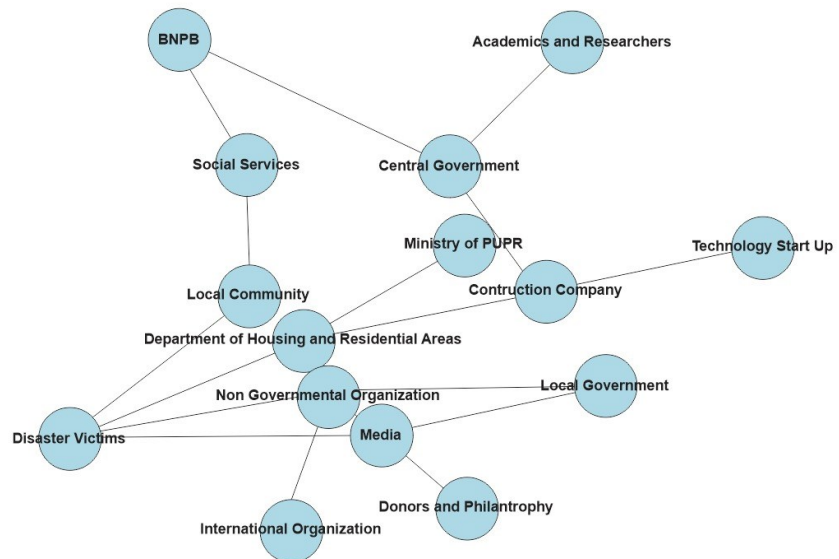 BNPB
Academics and Researchers
Social Services
Central Government
Ministry of PUPR
Technology Start Up
Local Community
Contruction Company
Department of Housing and Residential Areas
Non Governmental Organization
Local Government
Disaster Victims
Media
Donors and Philantrophy
International Organization